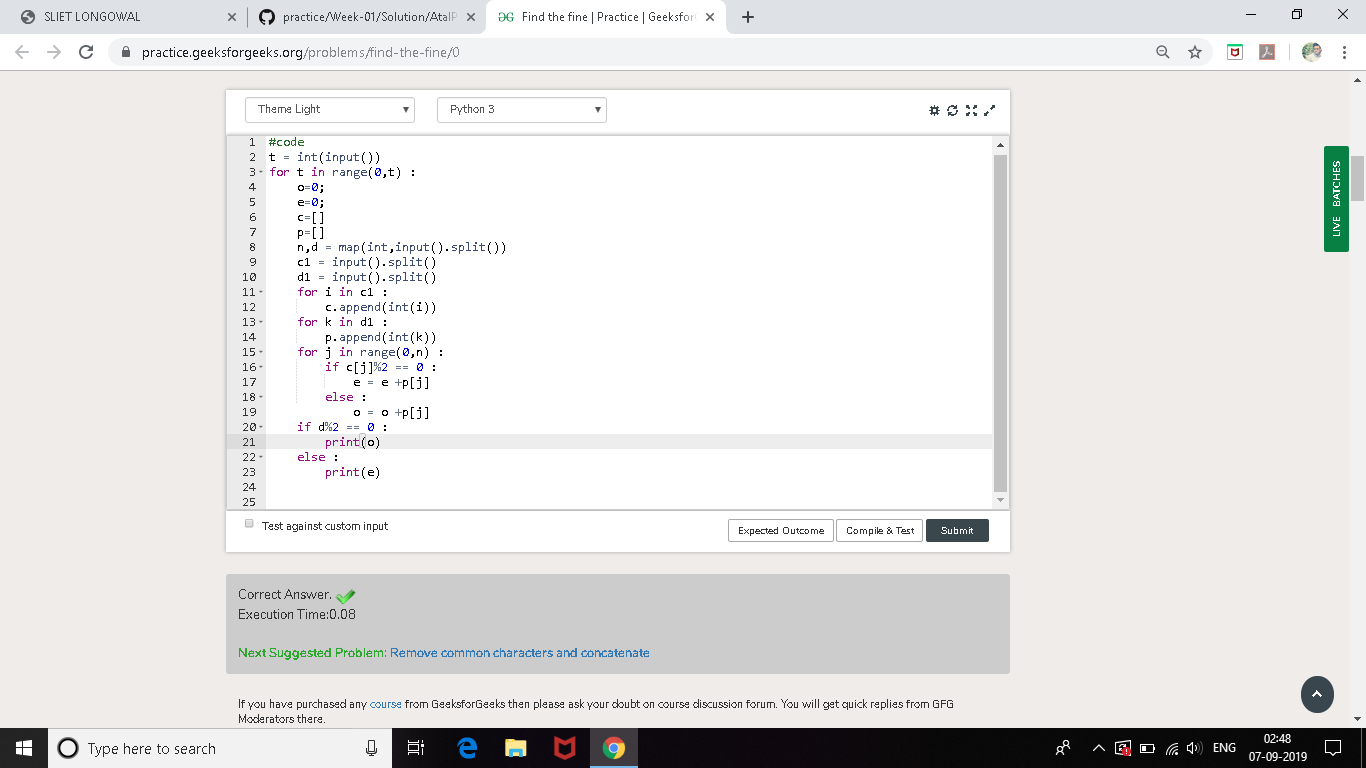 SLIET LONGOWAL
practice/Week-01/Solution/AtalP
Find the fine | Practice | Geeksfor
practice.geeksforgeeks.org/problems/find-the-fine/0
Theme Light
Python 3
1 #code
2 t = int(input())
3 for t in range(0,t) :
4 o=0;
5 e=0;
6 c=[]
7 p=[]
8 n,d = map(int,input().split())
9 c1 = input().split()
10 d1 = input().split()
11 for i in c1 :
12 c.append(int(i))
13 for k in d1 :
14 p.append(int(k))
15 for j in range(0,n) :
16 if c[j]%2 == 0 :
17 e = e +p[j]
18 else :
19 o = o +p[j]
20 if d%2 == 0 :
21 print(o)
22 else :
23 print(e)
24
25
LIVE BATCHES
Test against custom input
Expected Outcome
Compile & Test
Submit
Correct Answer.
Execution Time:0.08
Next Suggested Problem: Remove common characters and concatenate
If you have purchased any course from GeeksforGeeks then please ask your doubt on course discussion forum. You will get quick replies from GFG
Moderators there.
Type here to search
ENG
02:48
07-09-2019